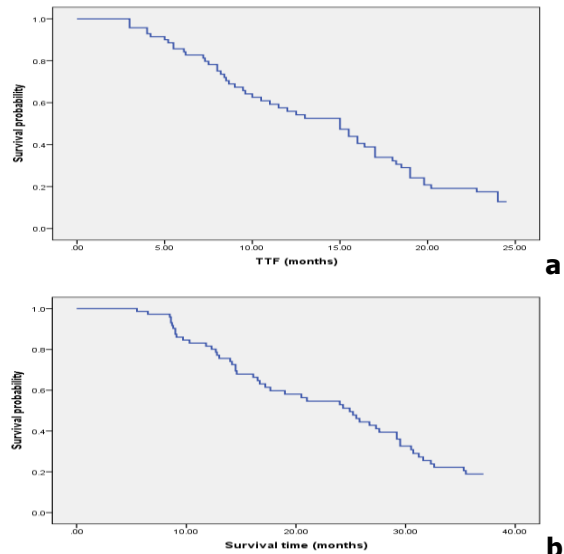 1.0
0.8
0.6
0.4
0.2
0.0
Survival probability
.00 5.00 10.00 15.00 20.00 25.00
TTF (months)
a
1.0
0.8
0.6
0.4
0.2
0.0
Survival probability
.00 10.00 20.00 30.00 40.00
Survival time (months)
b